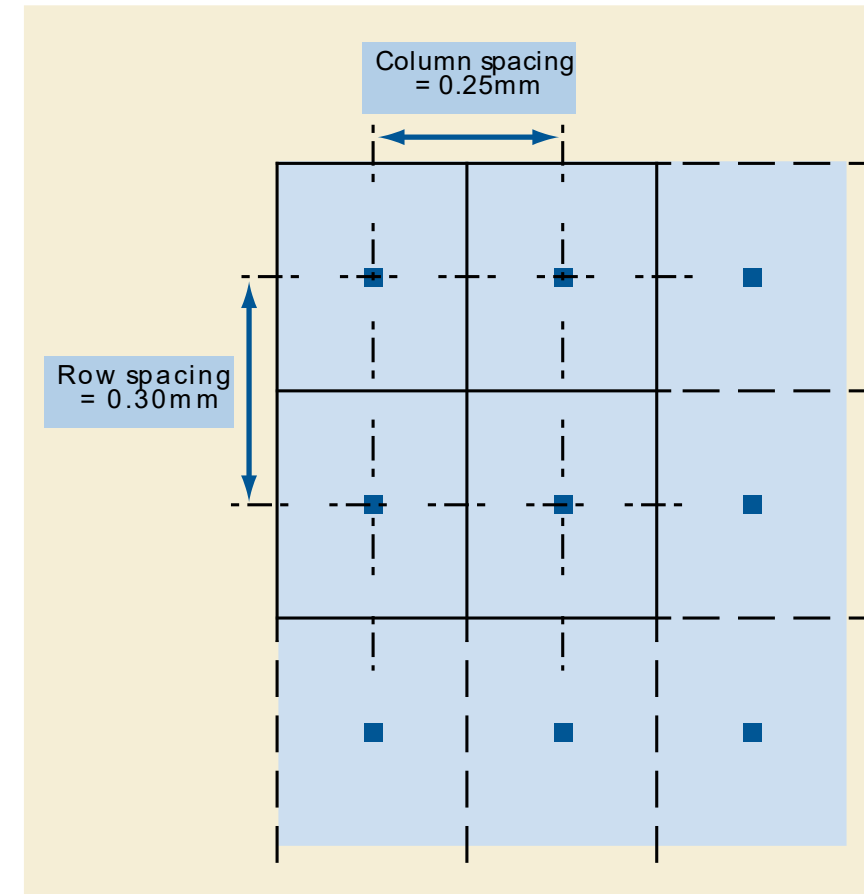 Column spacing
= 0.25mm
Row spacing
= 0.30mm